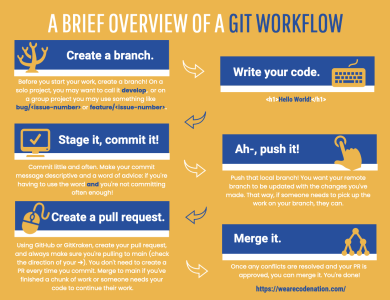 A BRIEF OVERVIEW OF A GIT WORKFLOW
Create a branch.
Before you start your work, create a branch! On a
solo project, you may want to call it develop, or on
a group project you may use something like
bug/<issue-number> or feature/<issue-number>
Write your code.
<h1>Hello World!</h1>
Stage it, commit it!
Commit little and often. Make your commit
message descriptive and a word of advice: If you're
having to use the word and you're not committing
often enough!
Ah-, push it!
Push that local branch! You want your remote
branch to be updated with the changes you've
made. That way, if someone needs to pick up the
work on your branch, they can.
Create a pull request.
Using GitHub or GitKraken, create your pull request,
and always make sure you're pulling to main (check
the direction of your ➔). You don't need to create a
PR every time you commit. Merge to main if you've
finished a chunk of work or someone needs your
code to continue their work.
Merge it.
Once any conflicts are resolved and your PR is
approved, you can merge it. You're done!
https://wearecodenation.com/